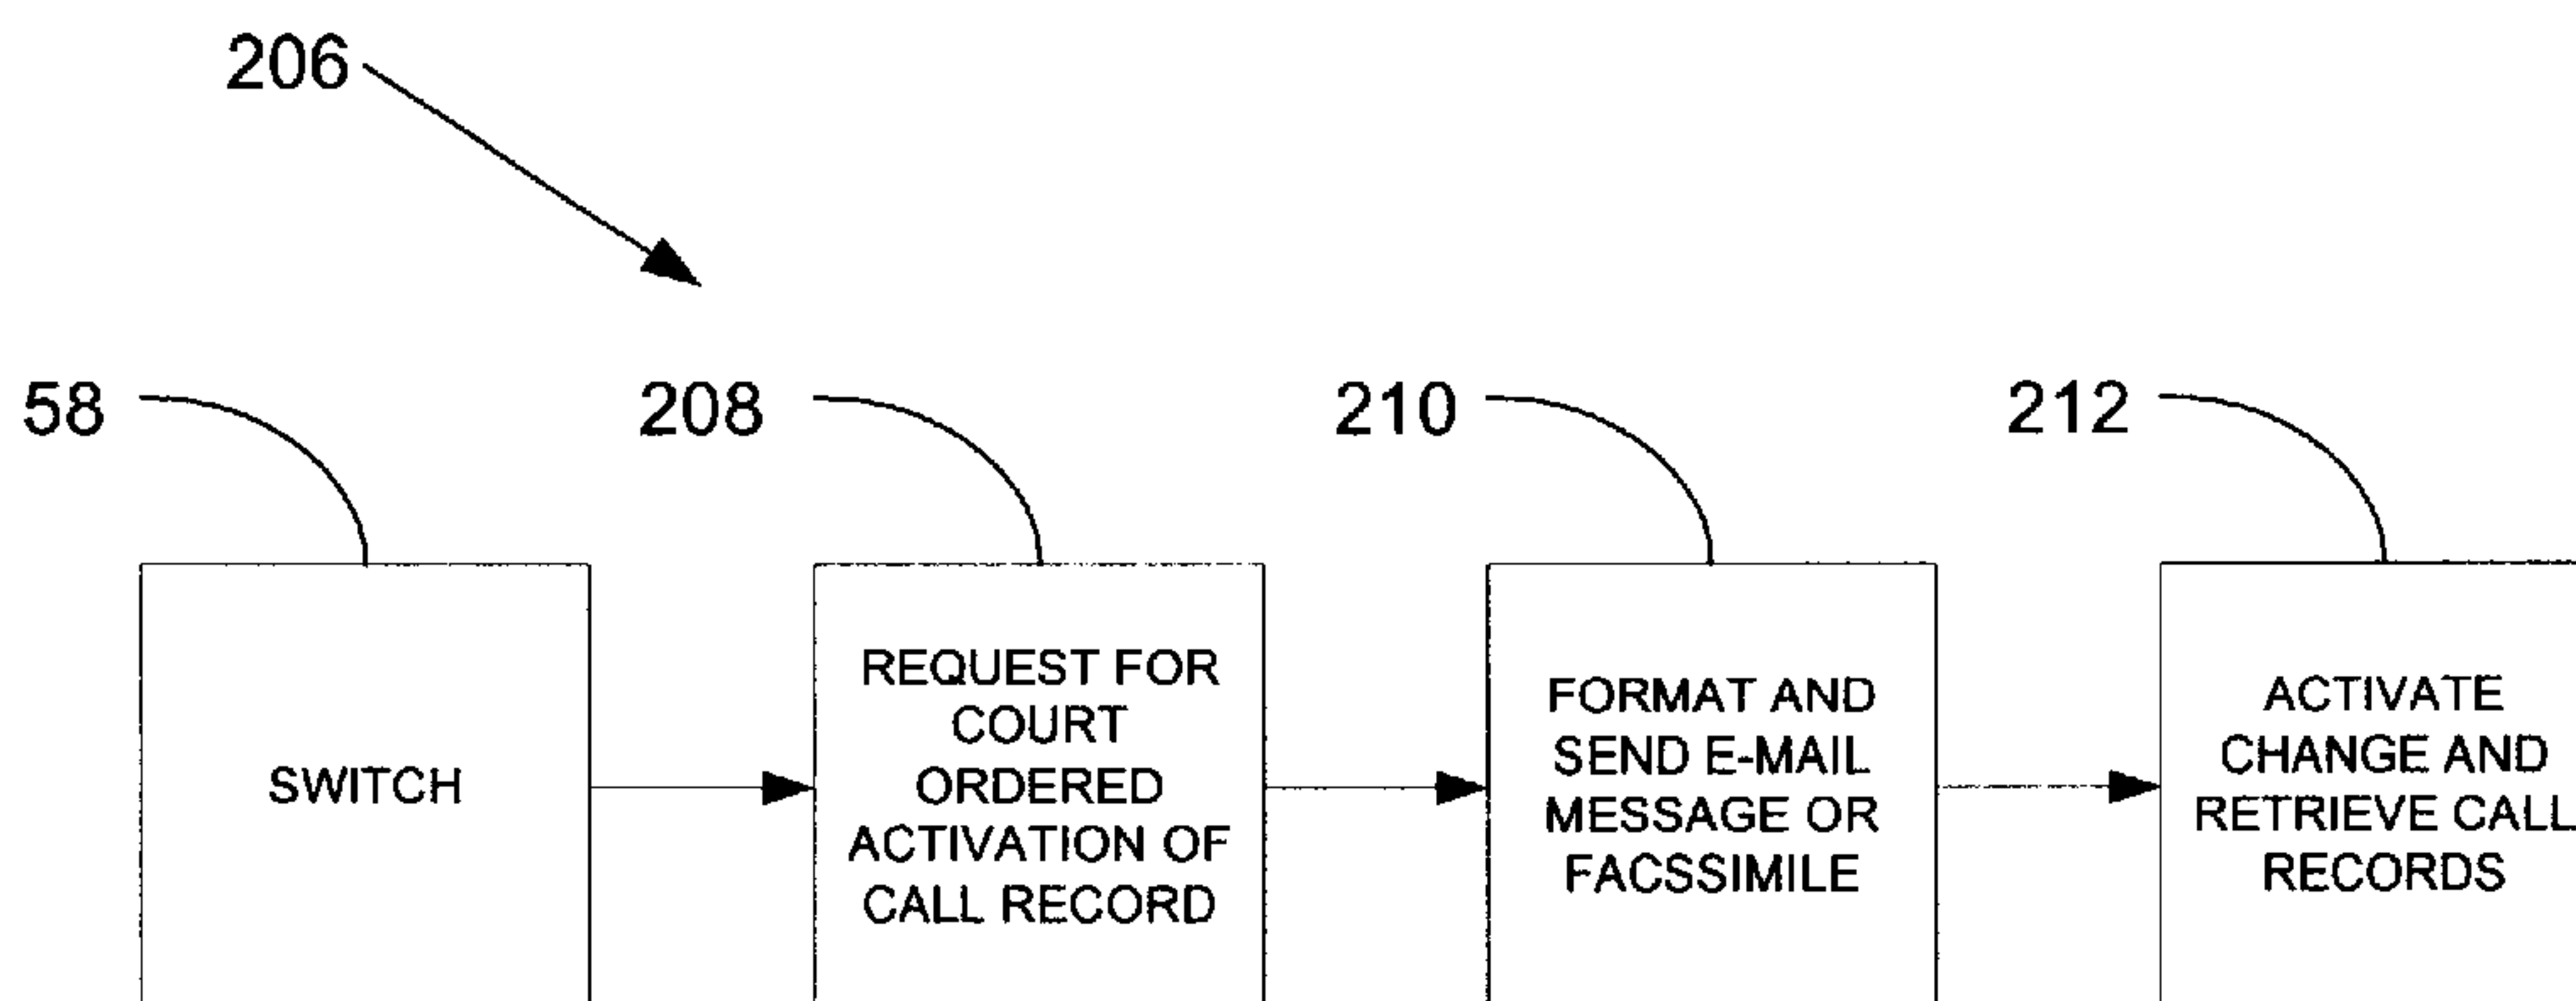 206
58
208
210
212
SWITCH
REQUEST FOR
COURT
ORDERED
ACTIVATION OF
CALL RECORD
FORMAT AND
SEND E-MAIL
MESSAGE OR
FACSSIMILE
ACTIVATE
CHANGE AND
RETRIEVE CALL
RECORDS